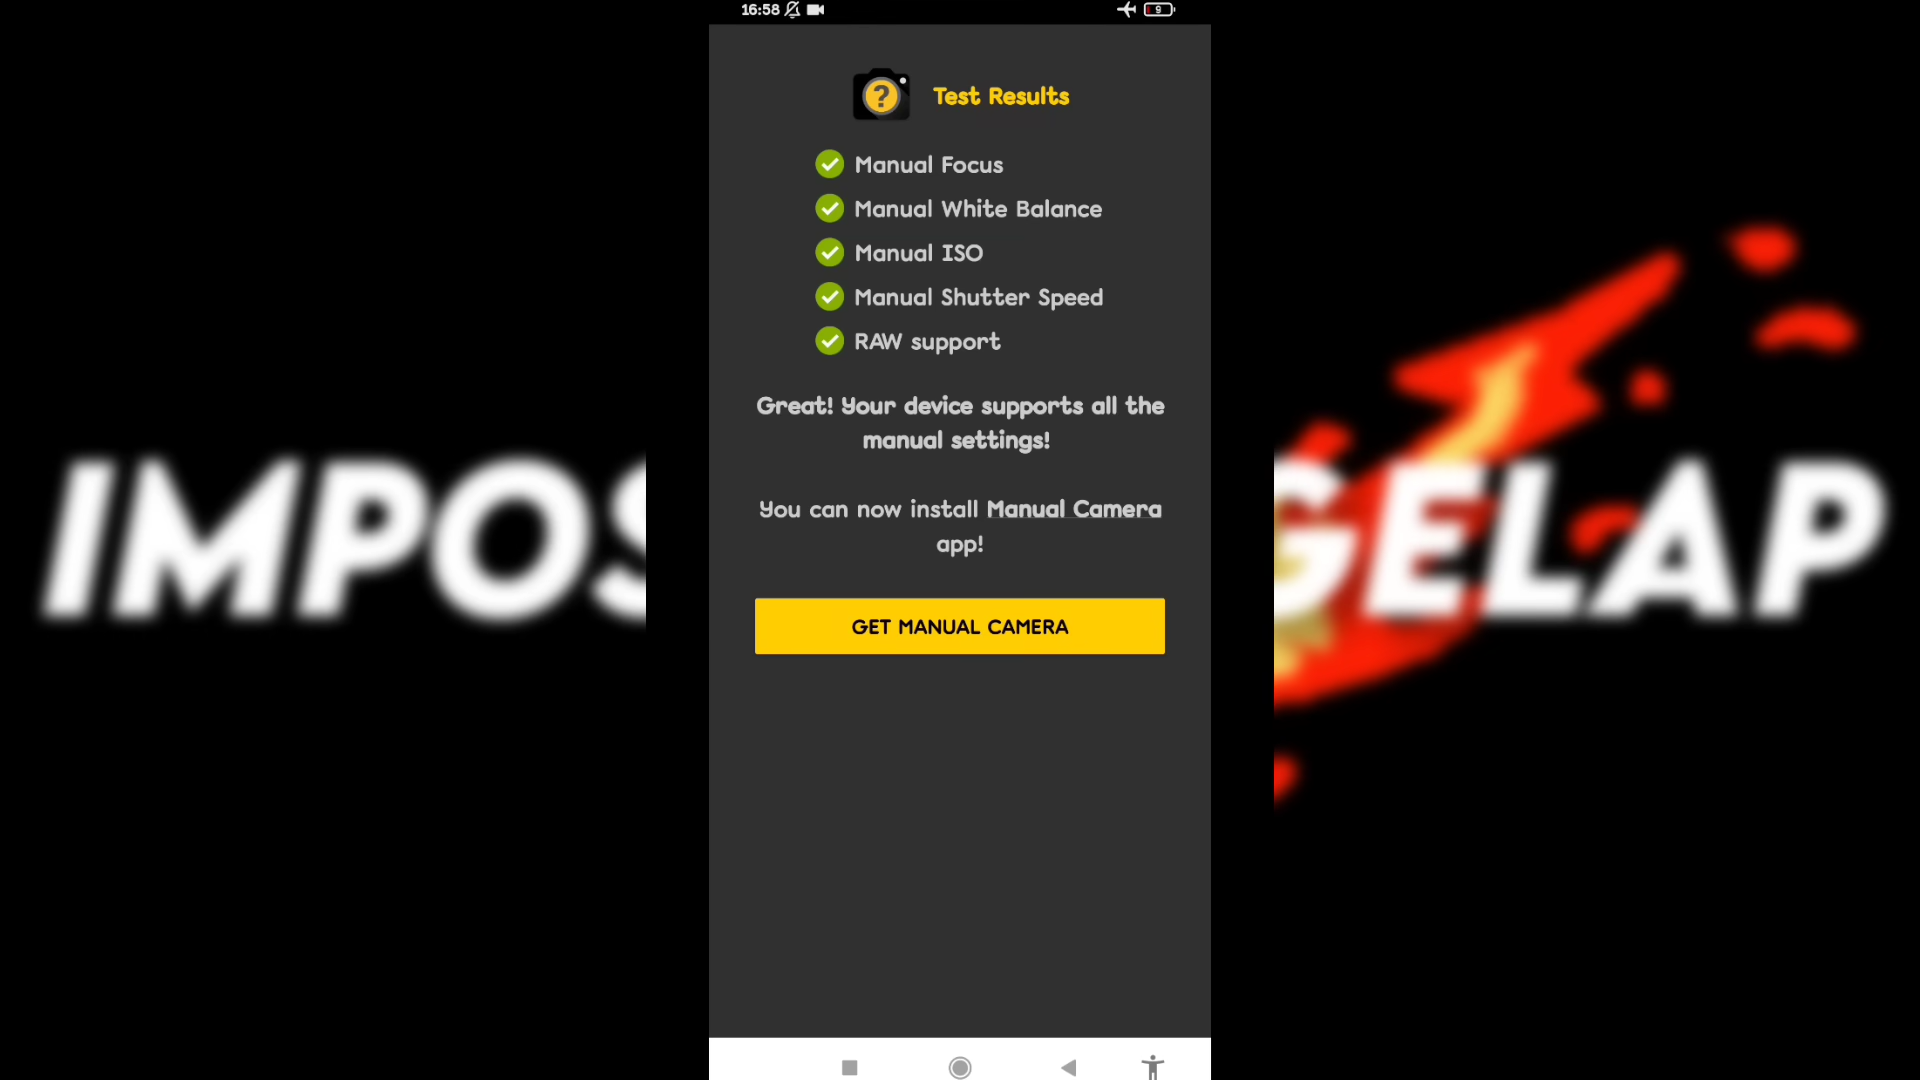 16:58
9
? Test Results
Manual Focus
Manual White Balance
Manual ISO
Manual Shutter Speed
RAW support
Great! Your device supports all the
manual settings!
You can now install Manual Camera
app!
GET MANUAL CAMERA
IMPOS
GELAP